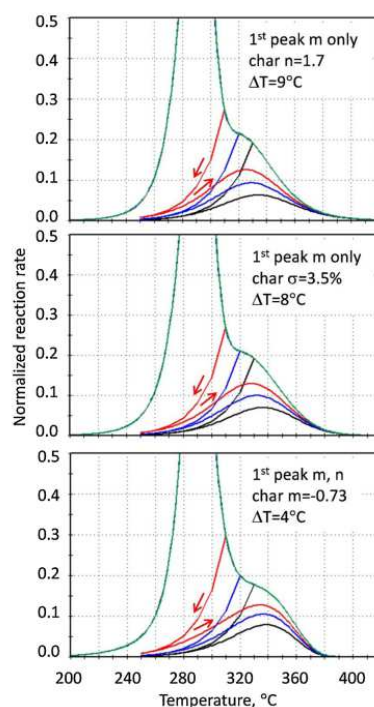 0.5
1st peak m only
char n=1.7
ΔT=9°C
0.4
0.3
0.2
0.1
0.0
0.5
1st peak m only
char σ=3.5%
ΔT=8°C
0.4
0.3
0.2
0.1
0.0
0.5
1st peak m, n
char m=-0.73
ΔT=4°C
0.4
0.3
0.2
0.1
0.0
Normalized reaction rate
200 240 280 320 360 400
Temperature, °C